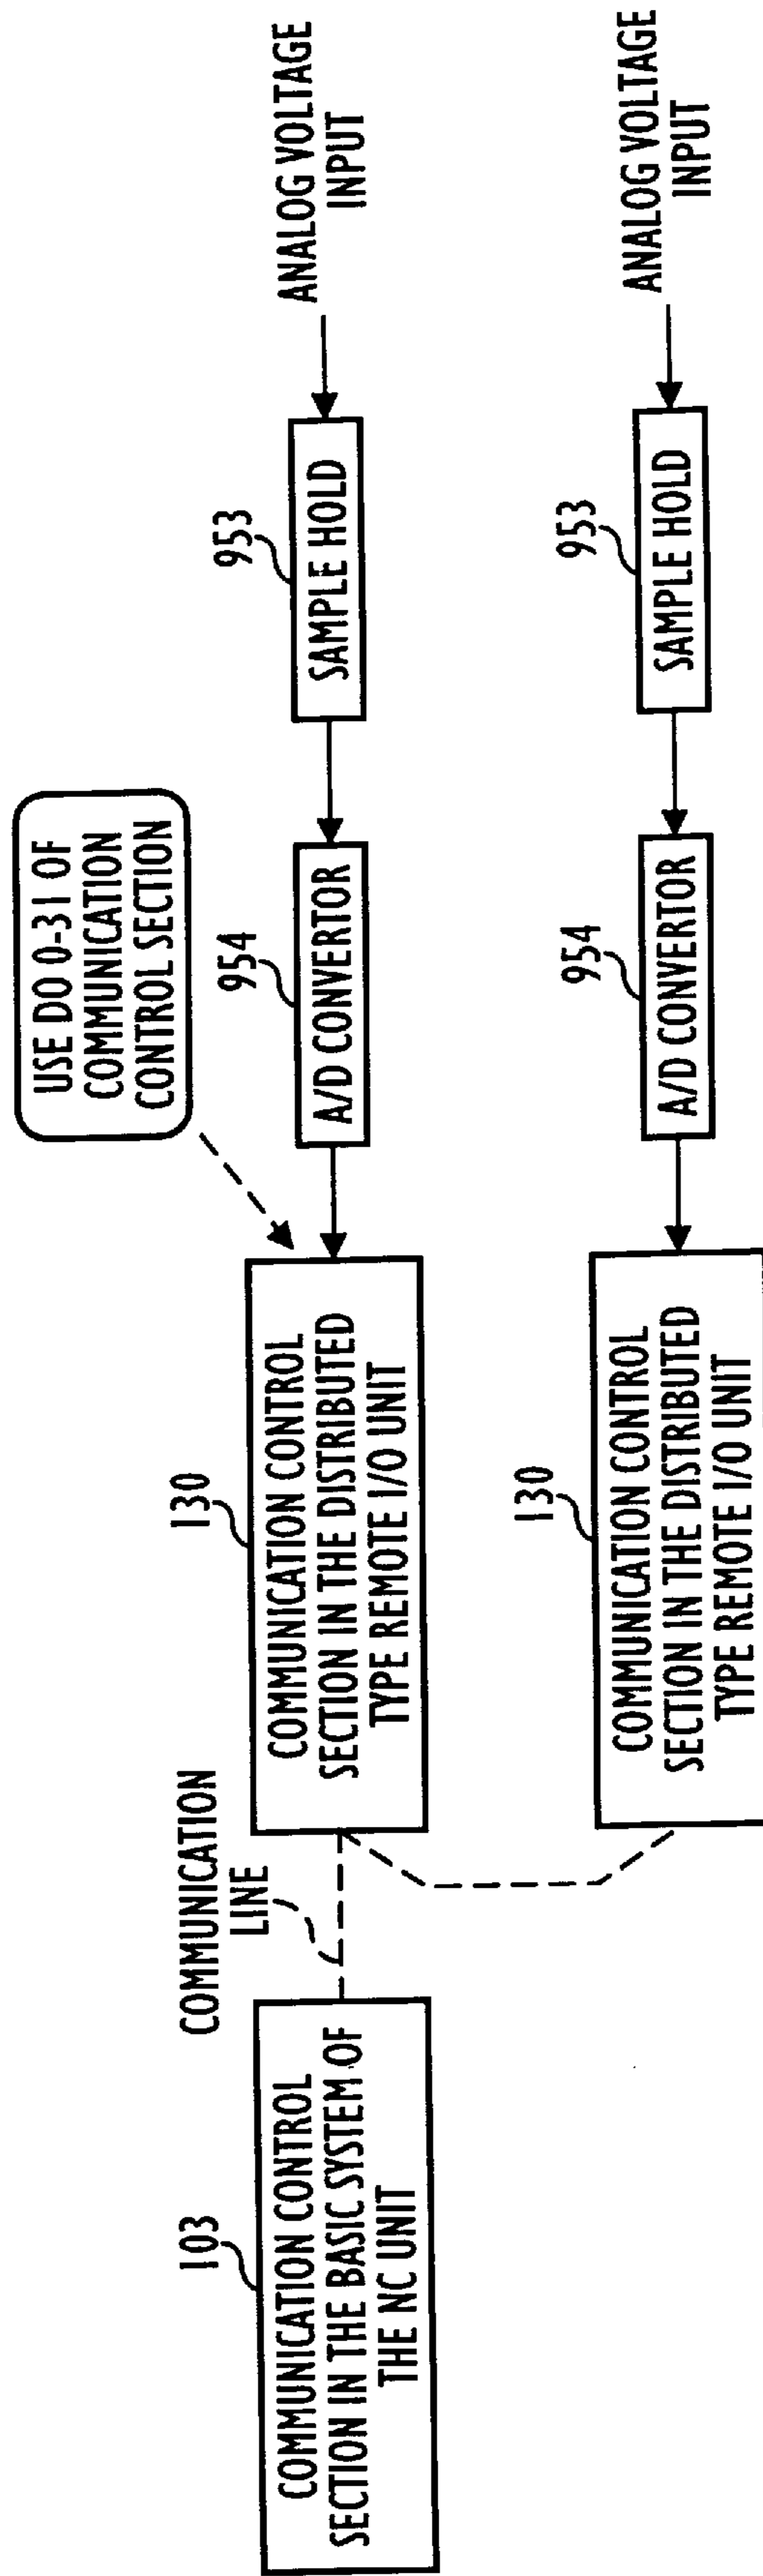 103
COMMUNICATION CONTROL
SECTION IN THE BASIC SYSTEM OF
THE NC UNIT
COMMUNICATION
LINE
130
COMMUNICATION CONTROL
SECTION IN THE DISTRIBUTED
TYPE REMOTE I/O UNIT
USE DO 0-31 OF
COMMUNICATION
CONTROL SECTION
954
A/D CONVERTOR
953
SAMPLE HOLD
ANALOG VOLTAGE
INPUT
130
COMMUNICATION CONTROL
SECTION IN THE DISTRIBUTED
TYPE REMOTE I/O UNIT
954
A/D CONVERTOR
953
SAMPLE HOLD
ANALOG VOLTAGE
INPUT